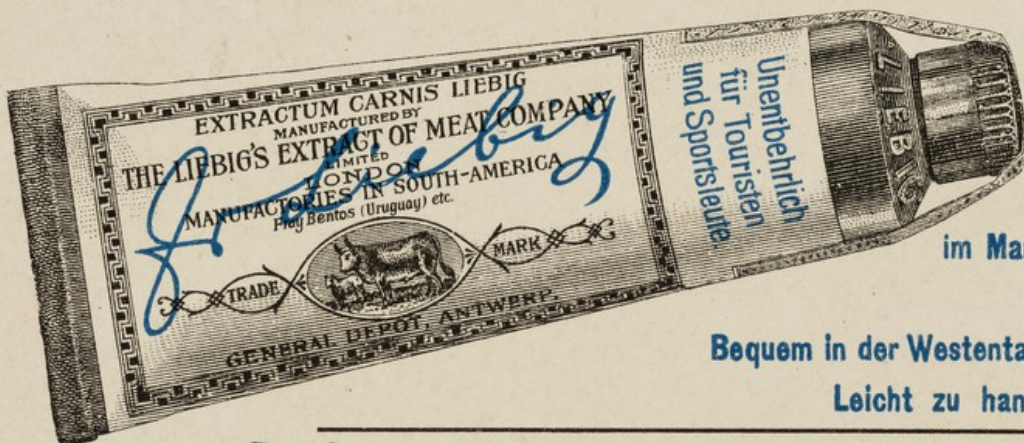 EXTRACTUM CARNIS LIEBIG
MANUFACTURED BY
THE LIEBIG'S EXTRACT OF MEAT COMPANY
LIMITED
LONDON
MANUFACTORIES IN SOUTH-AMERICA
Fray Bentos (Uruguay) etc.
J. v. Liebig
TRADE MARK
GENERAL DEPÔT, ANTWERP.
Unentbehrlich
für Touristen
und Sportsleute.
LIEBIG
im Ma
Bequem in der Westenta
Leicht zu han